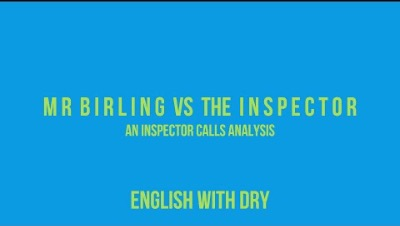 MR BIRLING VS THE INSPECTOR
AN INSPECTOR CALLS ANALYSIS
ENGLISH WITH DRY